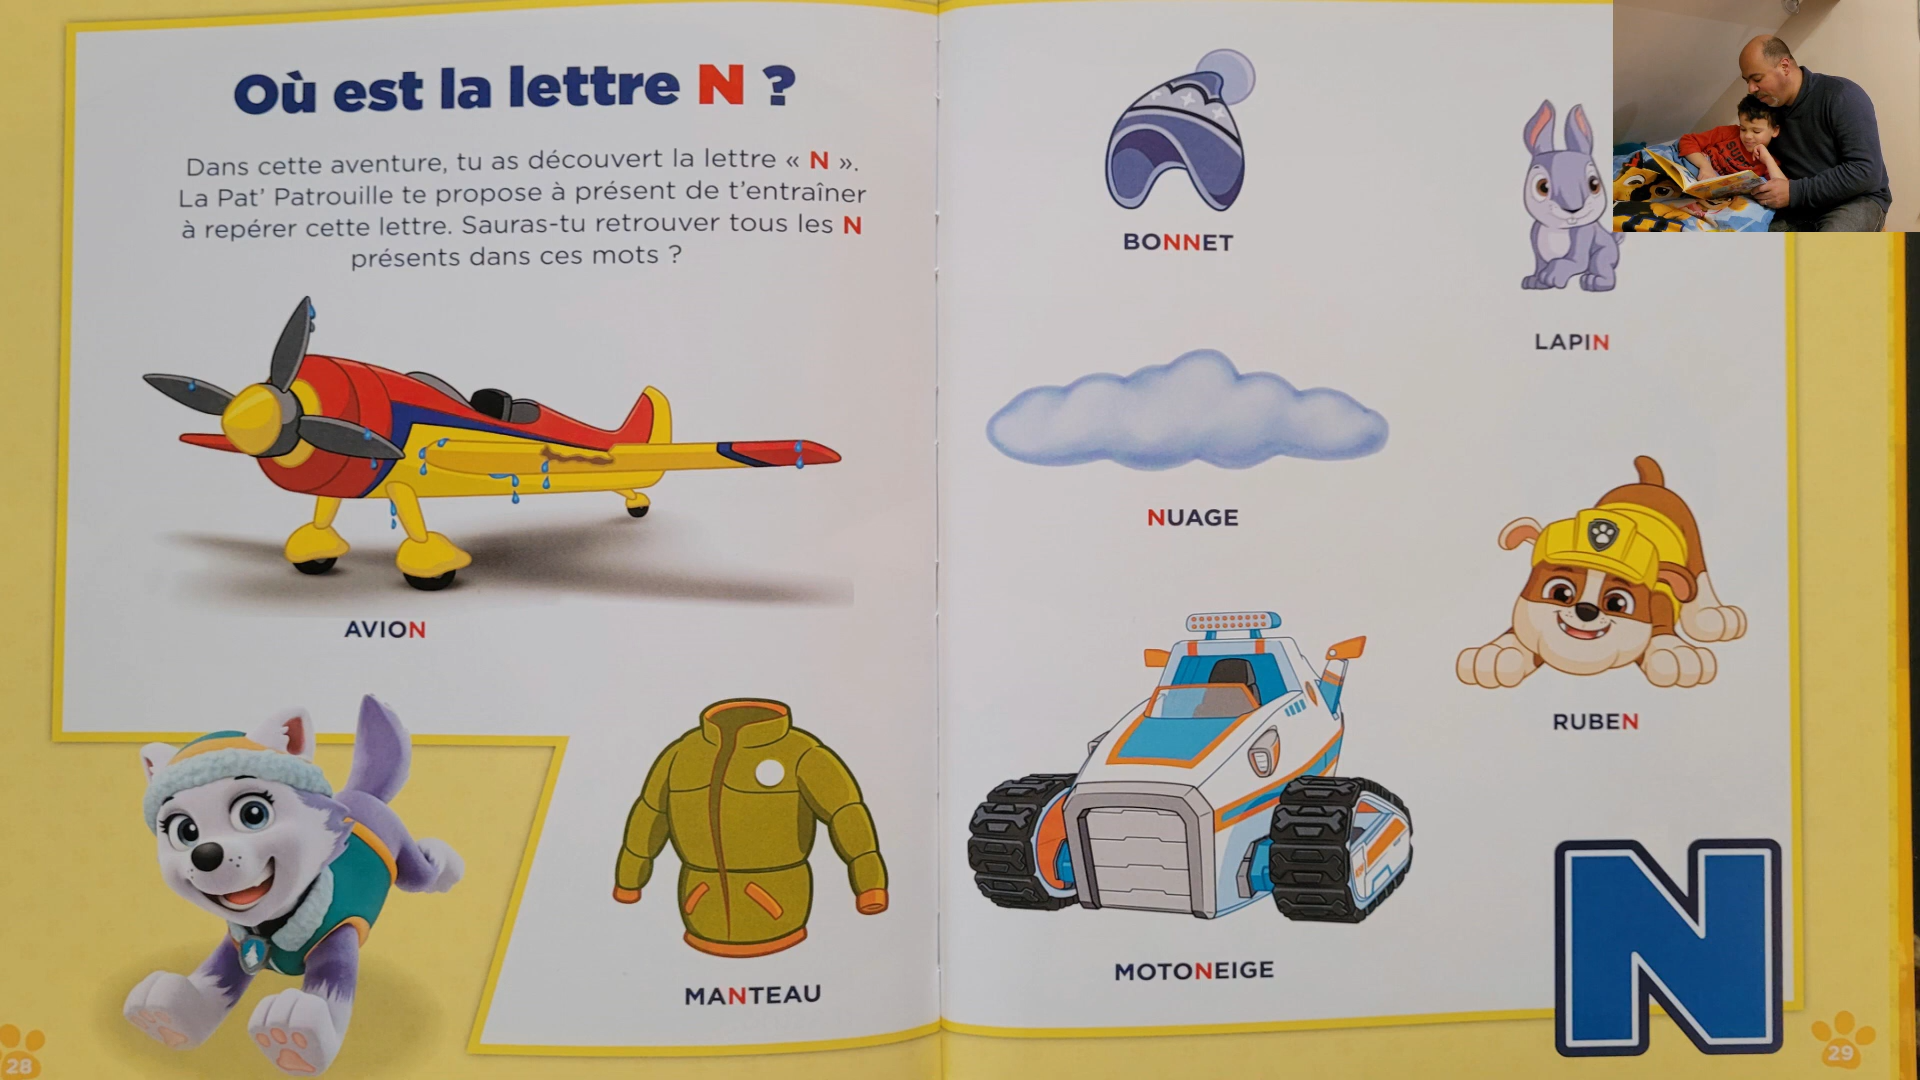 Où est la lettre N ?
Dans cette aventure, tu as découvert la lettre « N ».
La Pat' Patrouille te propose à présent de t'entraîner
à repérer cette lettre. Sauras-tu retrouver tous les N
présents dans ces mots ?
AVION
MANTEAU
28
BONNET
LAPIN
NUAGE
RUBEN
MOTONEIGE
N
29